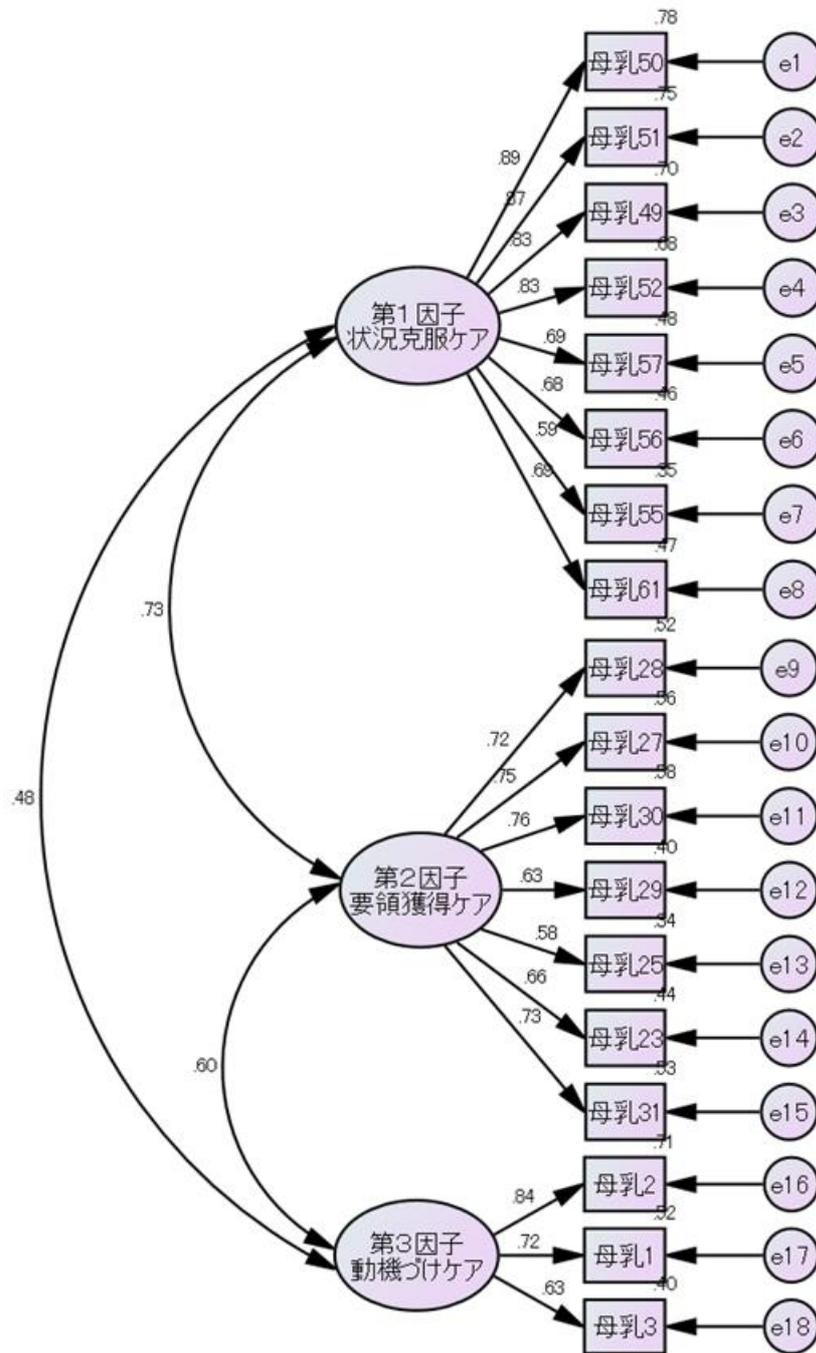 .78
母乳50
e1
.75
.89
母乳51
e2
.70
.87
母乳49
e3
.68
.83
第1因子
状況克服ケア
.83
母乳52
e4
.48
.69
母乳57
e5
.46
.68
母乳56
e6
.35
.59
母乳55
e7
.47
.69
母乳61
e8
.52
.73
母乳28
e9
.56
.72
母乳27
e10
.58
.75
.48
母乳30
e11
.40
.76
第2因子
要領獲得ケア
.63
母乳29
e12
.34
.58
母乳25
e13
.44
.66
母乳23
e14
.53
.73
.60
母乳31
e15
.71
母乳2
e16
.52
.84
第3因子
動機づけケア
.72
母乳1
e17
.40
.63
母乳3
e18